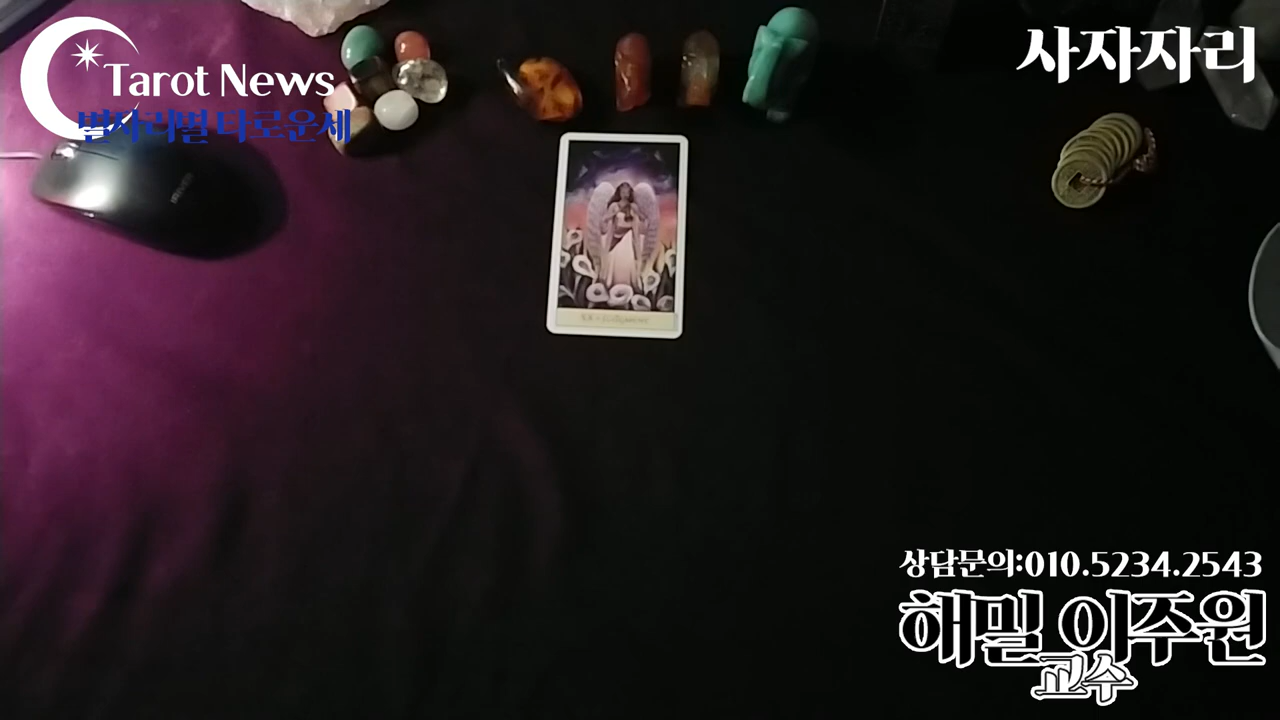 Tarot News
별자리별 타로운세
사자자리
상담문의:010.5234.2543
해밀 이주원
교수